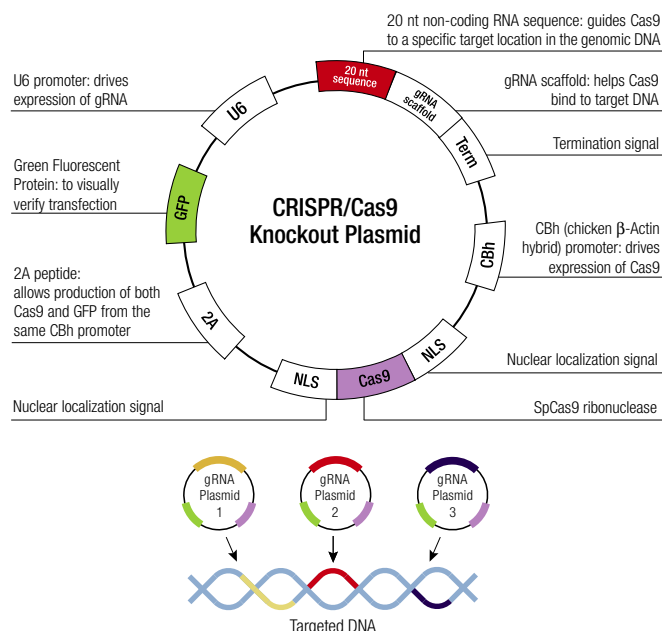 20 nt non-coding RNA sequence: guides Cas9
to a specific target location in the genomic DNA
U6 promoter: drives
expression of gRNA
gRNA scaffold: helps Cas9
bind to target DNA
Termination signal
Green Fluorescent
Protein: to visually
verify transfection
CBh (chicken β-Actin
hybrid) promoter: drives
expression of Cas9
2A peptide:
allows production of both
Cas9 and GFP from the
same CBh promoter
Nuclear localization signal
Nuclear localization signal
SpCas9 ribonuclease
CRISPR/Cas9
Knockout Plasmid
20 nt
sequence
gRNA
scaffold
Term
CBh
NLS
Cas9
NLS
2A
GFP
U6
gRNA
Plasmid
1
gRNA
Plasmid
2
gRNA
Plasmid
3
Targeted DNA